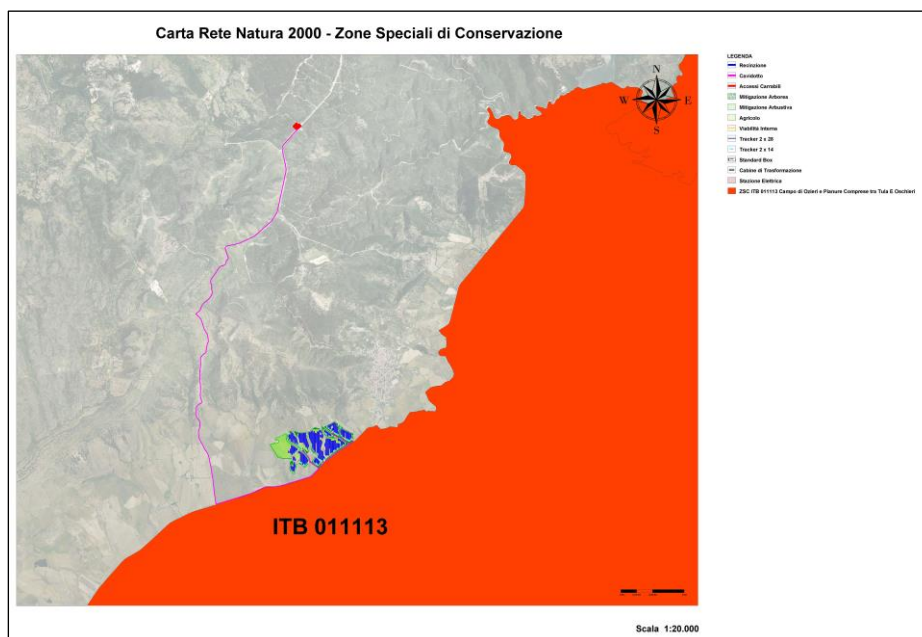 Carta Rete Natura 2000 - Zone Speciali di Conservazione
LEGENDA
Recinzione
Cavidotto
Accessi Carrabili
Mitigazione Arborea
Mitigazione Arbustiva
Agricolo
Viabilità Interna
Tracker 2 x 28
Tracker 2 x 14
Standard Box
Cabine di Trasformazione
Stazione Elettrica
ZSC ITB 011113 Campo di Ozieri e Pianure Comprese tra Tula E Oschiri
N
W E
S
ITB 011113
Scala 1:20.000